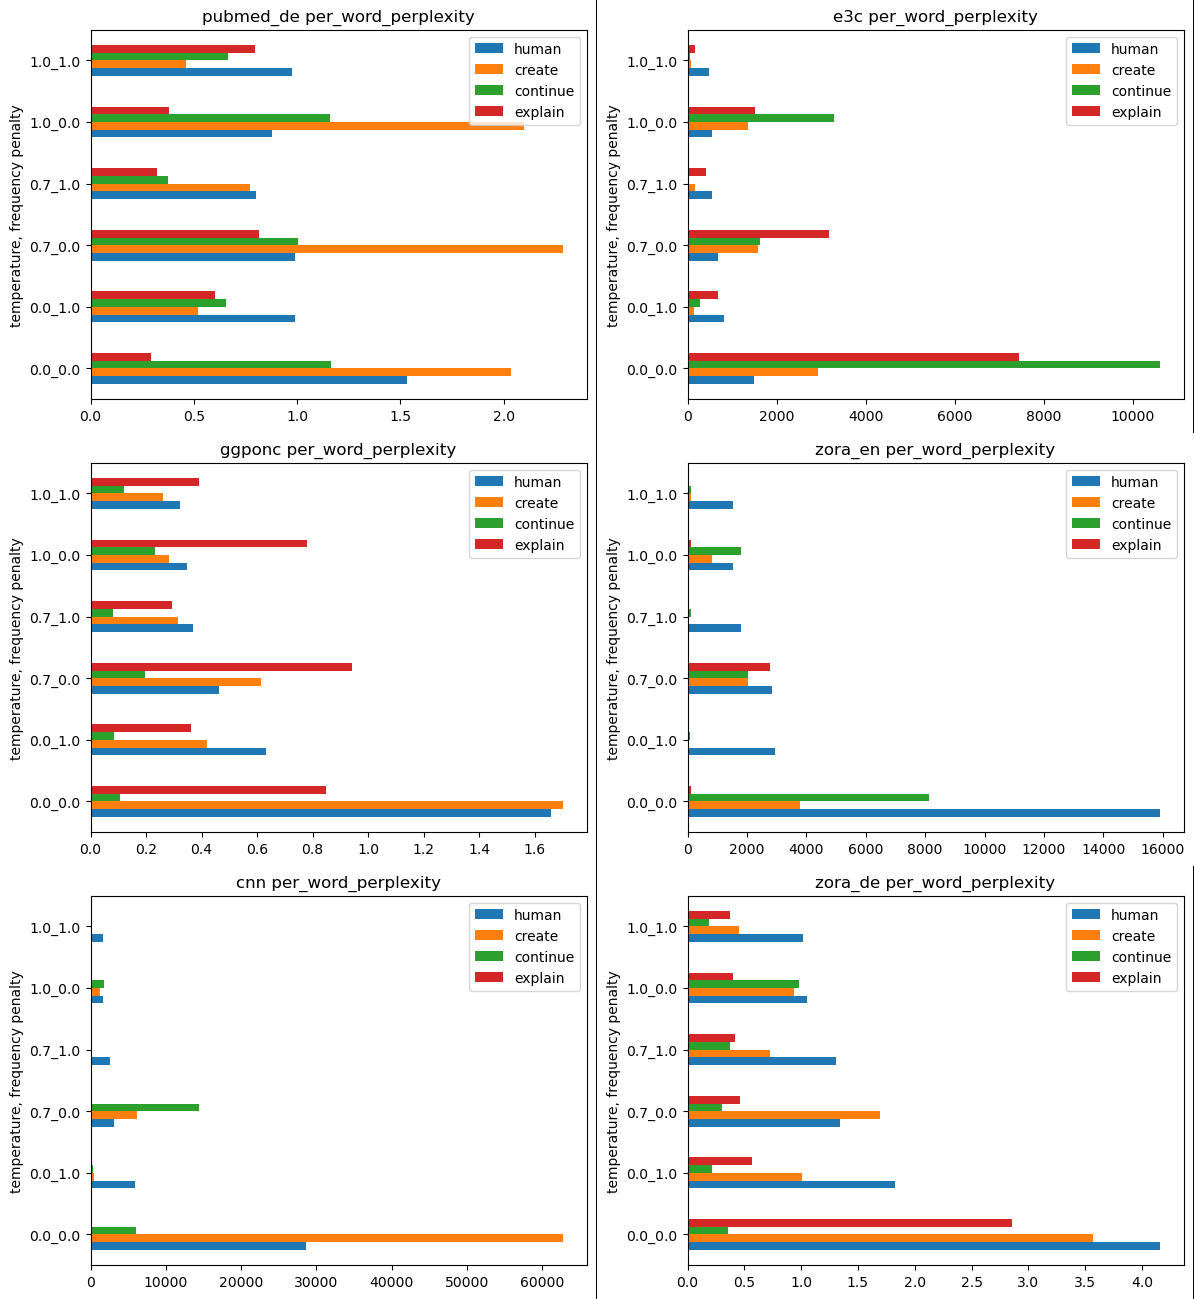 pubmed_de per_word_perplexity
temperature, frequency penalty
1.0_1.0
1.0_0.0
0.7_1.0
0.7_0.0
0.0_1.0
0.0_0.0
0.0 0.5 1.0 1.5 2.0
human
create
continue
explain
e3c per_word_perplexity
temperature, frequency penalty
1.0_1.0
1.0_0.0
0.7_1.0
0.7_0.0
0.0_1.0
0.0_0.0
0 2000 4000 6000 8000 10000
human
create
continue
explain
ggponc per_word_perplexity
temperature, frequency penalty
1.0_1.0
1.0_0.0
0.7_1.0
0.7_0.0
0.0_1.0
0.0_0.0
0.0 0.2 0.4 0.6 0.8 1.0 1.2 1.4 1.6
human
create
continue
explain
zora_en per_word_perplexity
temperature, frequency penalty
1.0_1.0
1.0_0.0
0.7_1.0
0.7_0.0
0.0_1.0
0.0_0.0
0 2000 4000 6000 8000 10000 12000 14000 16000
human
create
continue
explain
cnn per_word_perplexity
temperature, frequency penalty
1.0_1.0
1.0_0.0
0.7_1.0
0.7_0.0
0.0_1.0
0.0_0.0
0 10000 20000 30000 40000 50000 60000
human
create
continue
explain
zora_de per_word_perplexity
temperature, frequency penalty
1.0_1.0
1.0_0.0
0.7_1.0
0.7_0.0
0.0_1.0
0.0_0.0
0.0 0.5 1.0 1.5 2.0 2.5 3.0 3.5 4.0
human
create
continue
explain